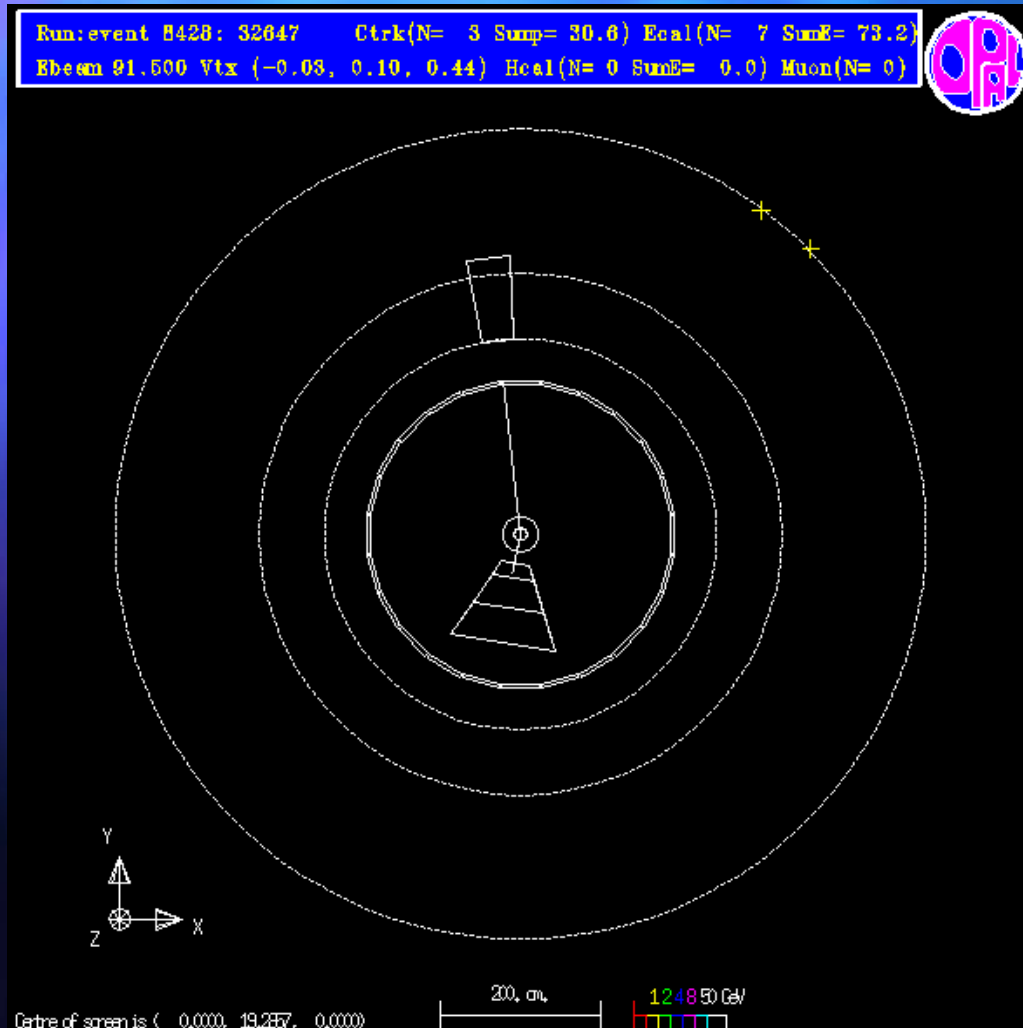 Run:event 8428: 32647 Ctrk(N= 3 Sump= 30.6) Ecal(N= 7 SumE= 73.2)
Ebeam 91.500 Vtx (-0.03, 0.10, 0.44) Hcal(N= 0 SumE= 0.0) Muon(N= 0)
OPAL
Y
Z X
200. cm.
1 2 4 8 50 GeV
Centre of screen is ( 0.0000, 19.2857, 0.0000)